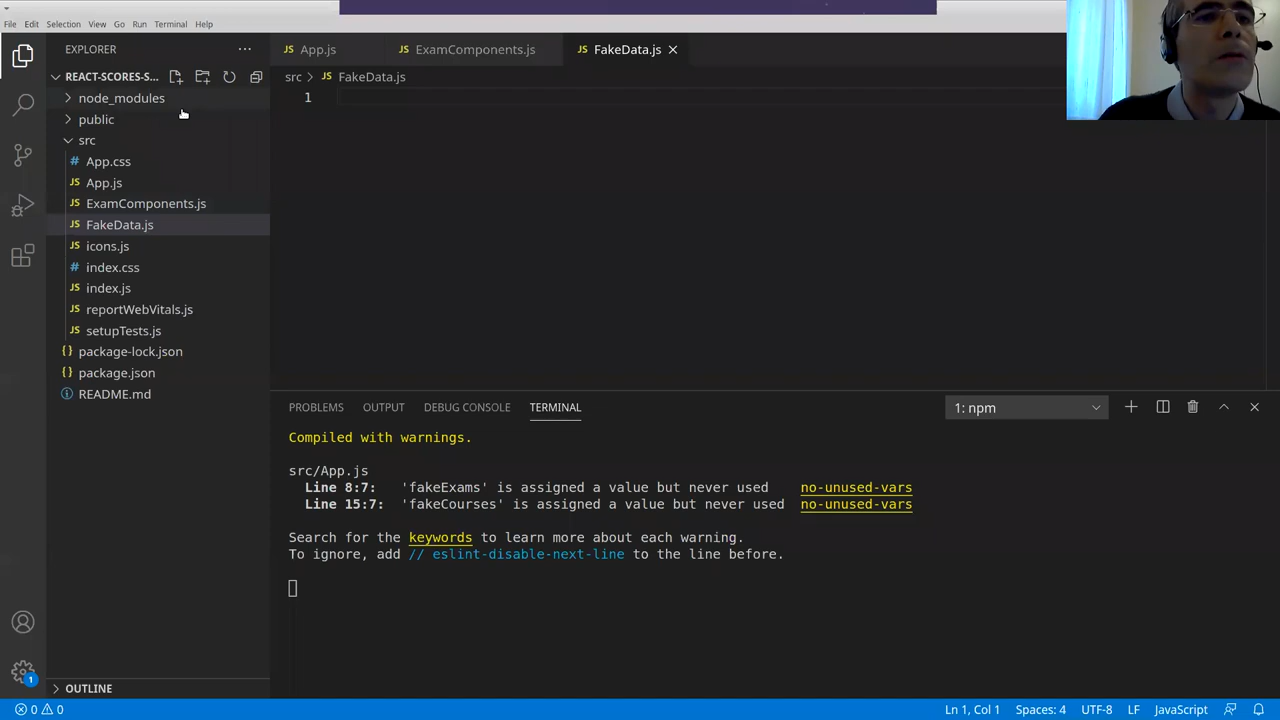 File Edit Selection View Go Run Terminal Help
EXPLORER
App.js
ExamComponents.js
FakeData.js
REACT-SCORES-S...
src
FakeData.js
1
node_modules
public
src
App.css
App.js
ExamComponents.js
FakeData.js
icons.js
index.css
index.js
reportWebVitals.js
setupTests.js
package-lock.json
package.json
README.md
OUTLINE
PROBLEMS OUTPUT DEBUG CONSOLE TERMINAL
1: npm
Compiled with warnings.
src/App.js
Line 8:7: 'fakeExams' is assigned a value but never used no-unused-vars
Line 15:7: 'fakeCourses' is assigned a value but never used no-unused-vars
Search for the keywords to learn more about each warning.
To ignore, add // eslint-disable-next-line to the line before.
1
0 0
Ln 1, Col 1 Spaces: 4 UTF-8 LF JavaScript